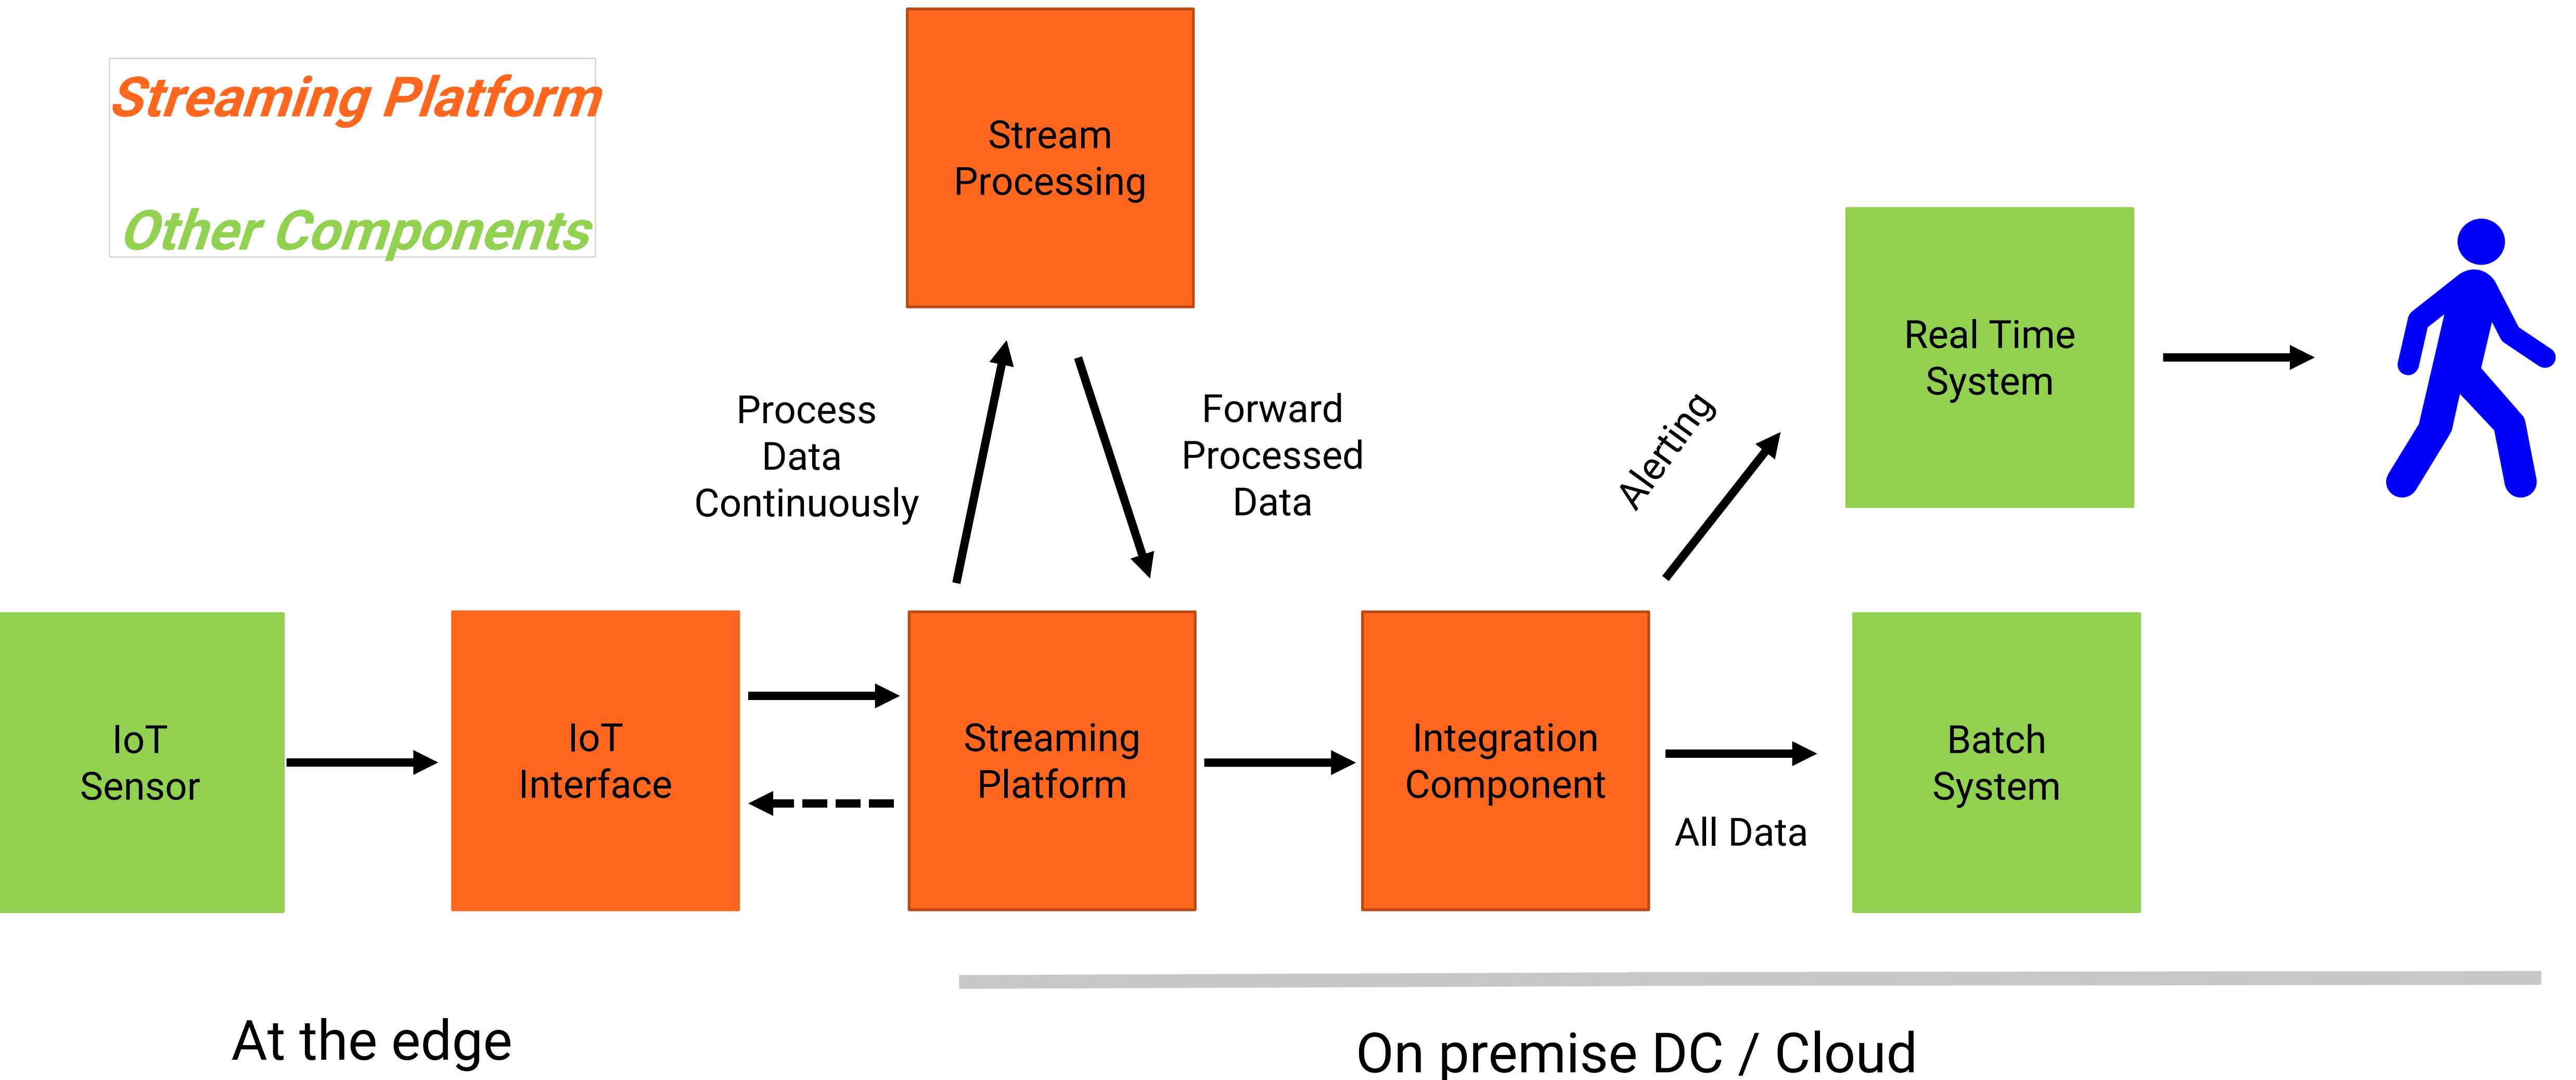 Streaming Platform
Other Components
Stream
Processing
Process
Data
Continuously
Forward
Processed
Data
Alerting
Real Time
System
IoT
Sensor
IoT
Interface
Streaming
Platform
Integration
Component
All Data
Batch
System
At the edge
On premise DC / Cloud